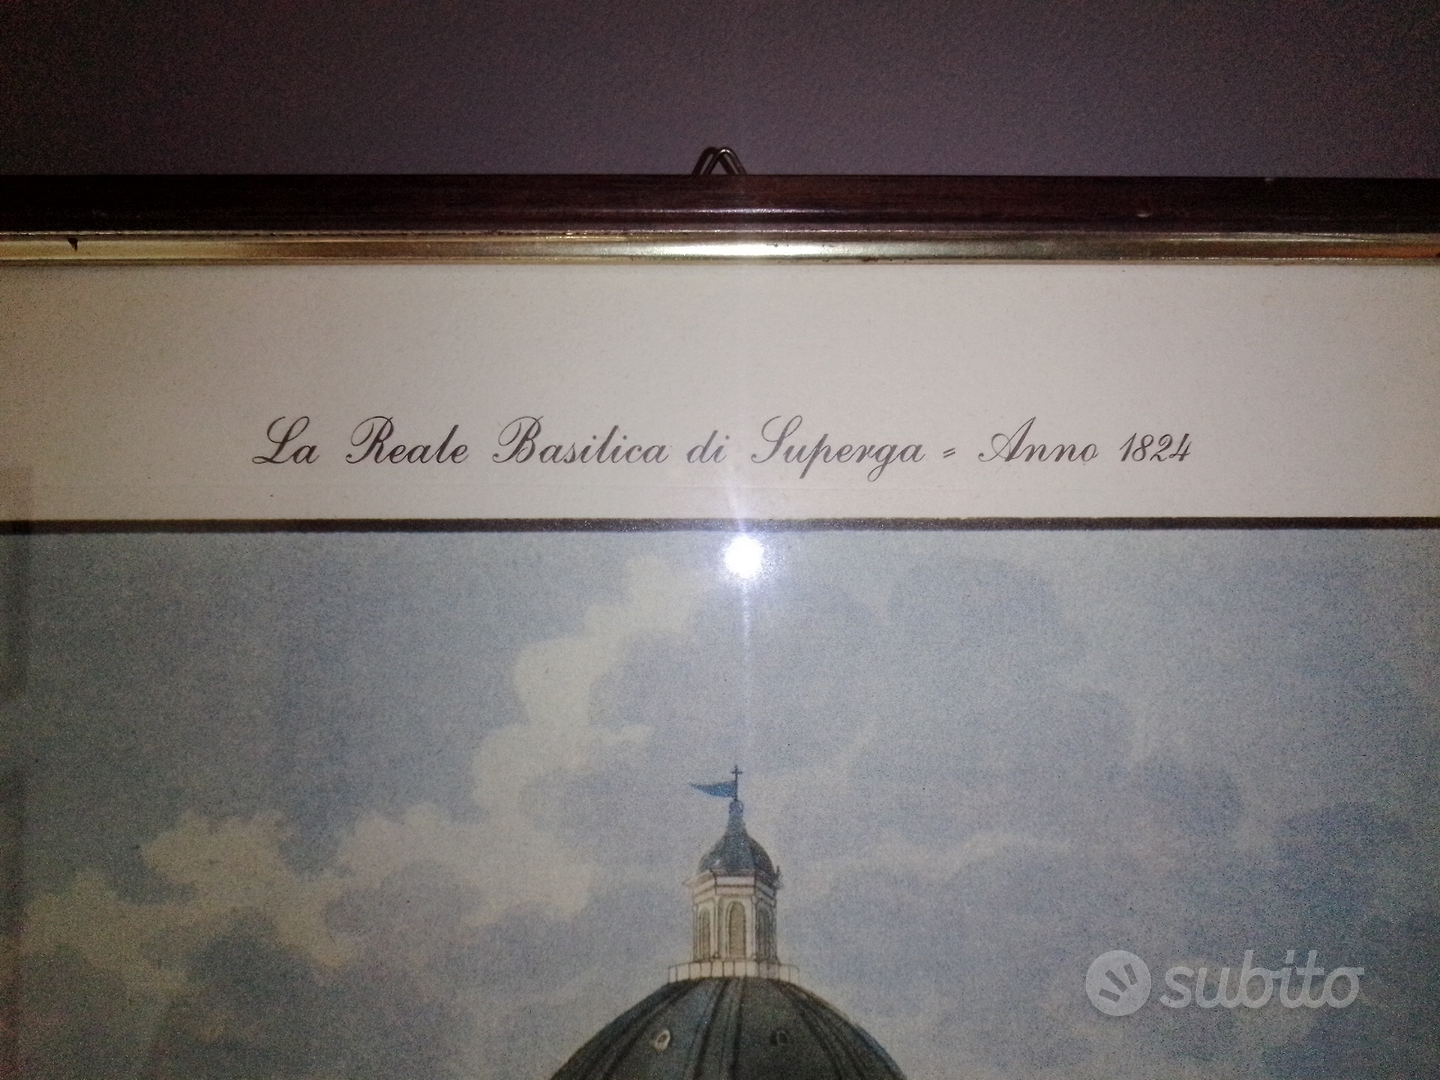 La Reale Basilica di Superga = Anno 1824
subito